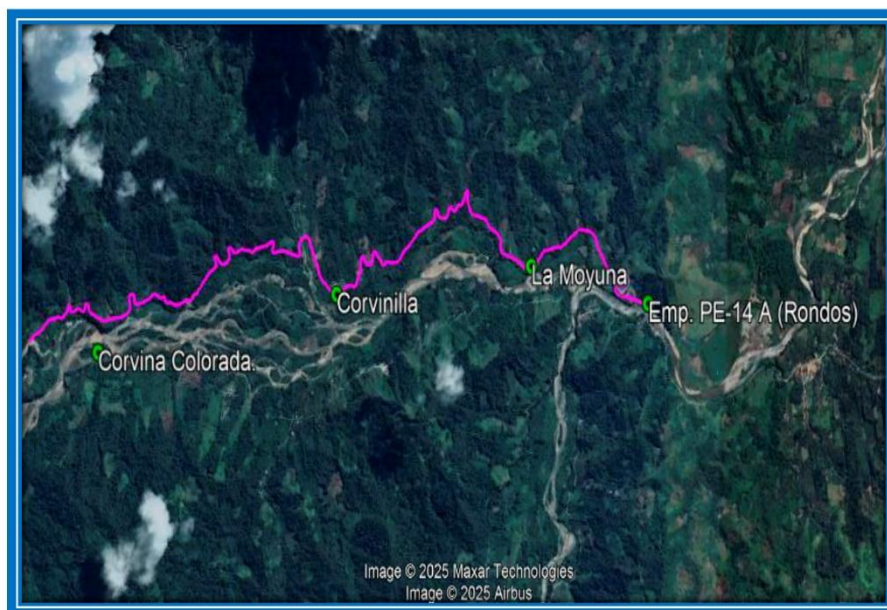 La Moyuna
Corvinilla
Emp. PE-14 A (Rondos)
Corvina Colorada.
Image © 2025 Maxar Technologies
Image © 2025 Airbus